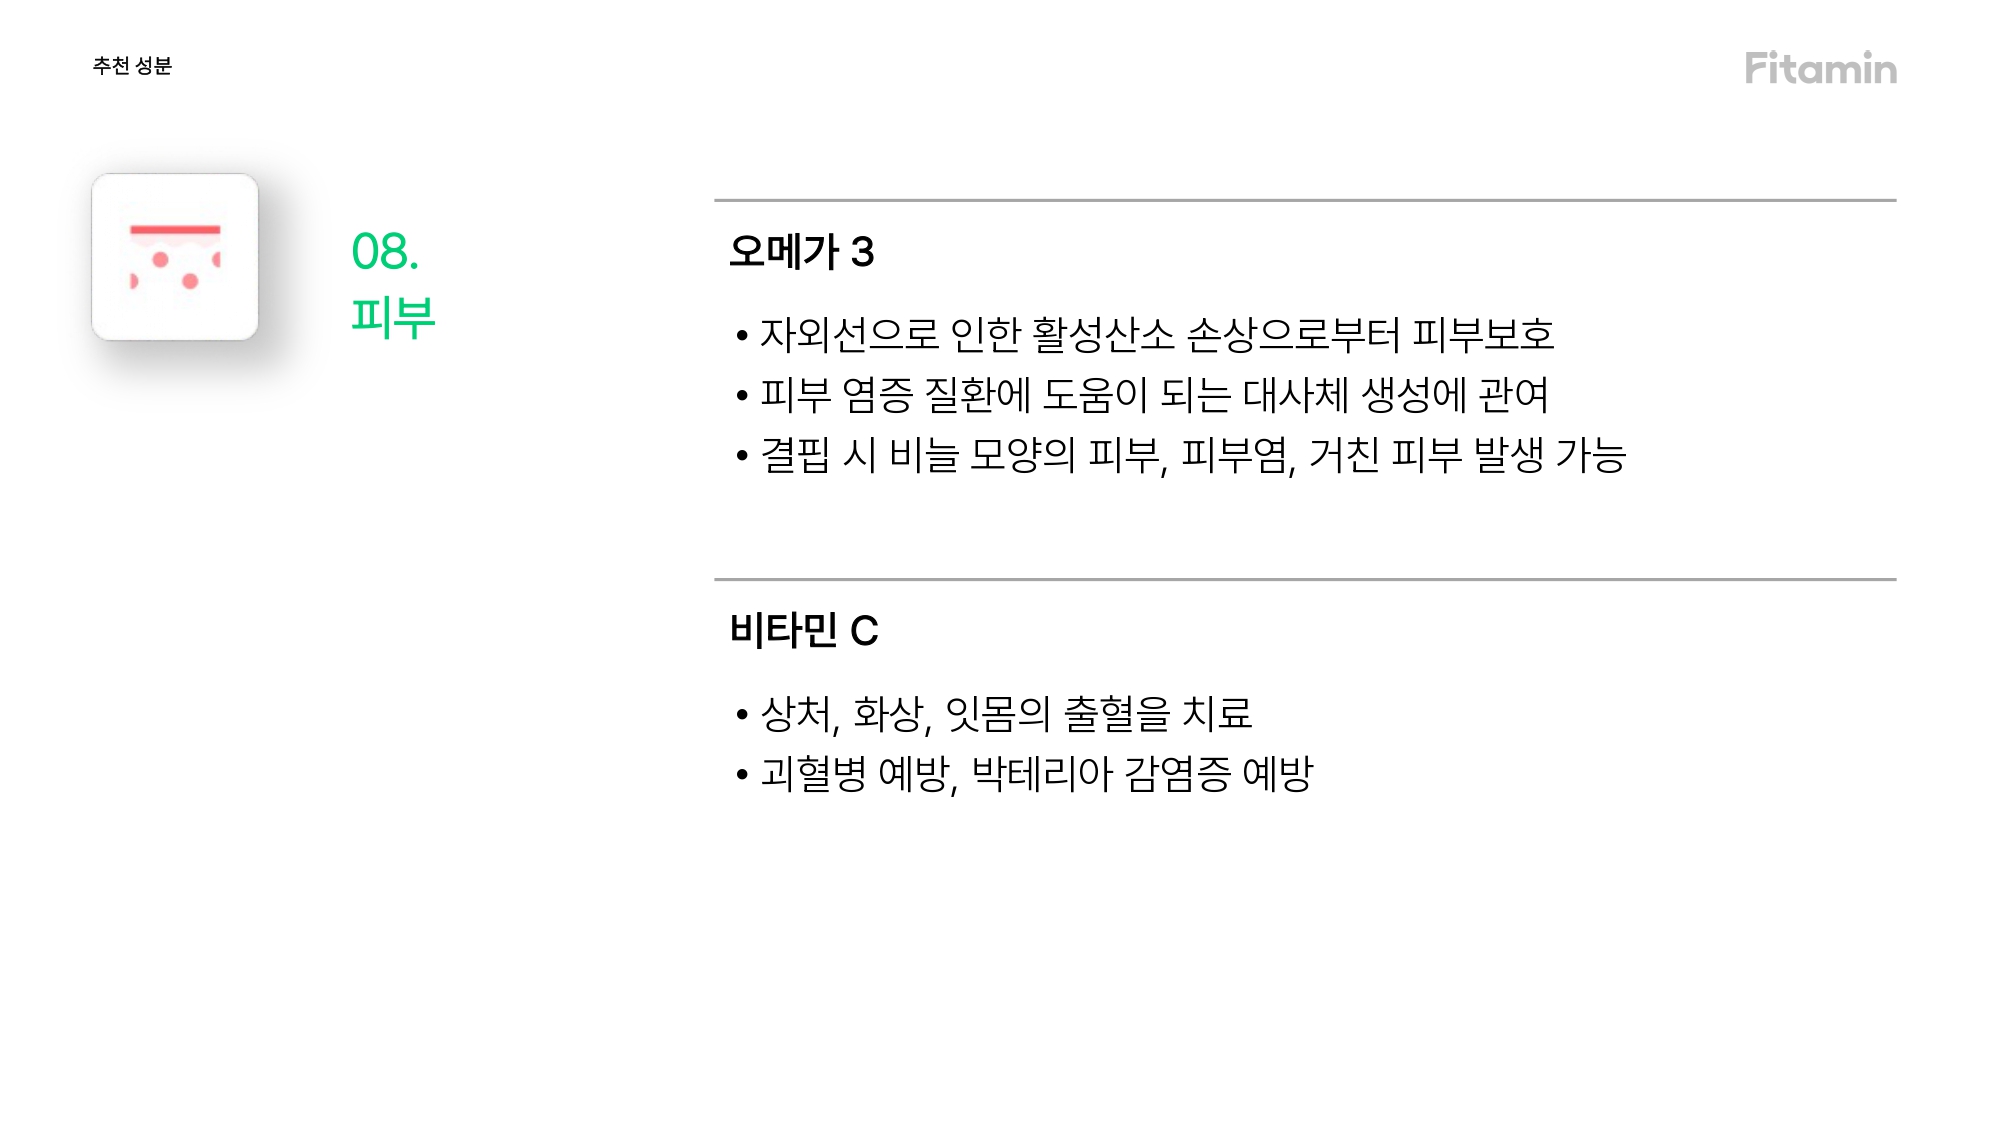 추천 성분
Fitamin
08.
피부
오메가 3
• 자외선으로 인한 활성산소 손상으로부터 피부보호
• 피부 염증 질환에 도움이 되는 대사체 생성에 관여
• 결핍 시 비늘 모양의 피부, 피부염, 거친 피부 발생 가능
비타민 C
• 상처, 화상, 잇몸의 출혈을 치료
• 괴혈병 예방, 박테리아 감염증 예방